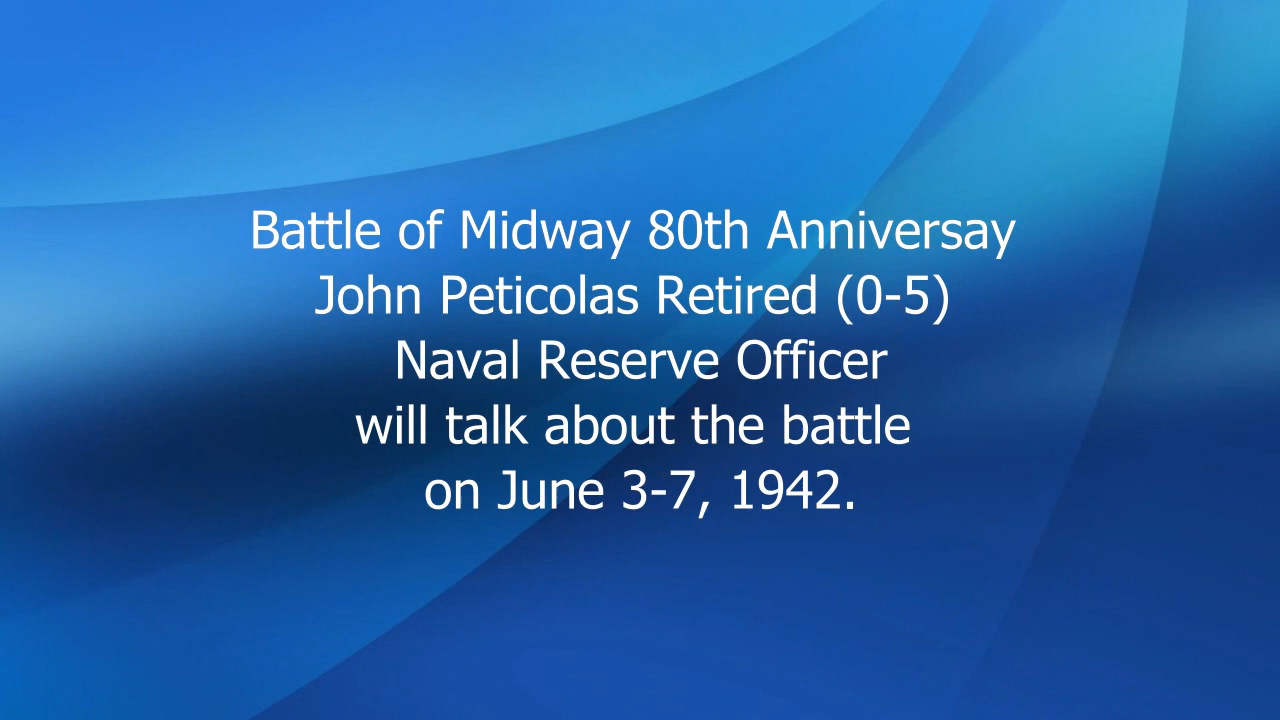 Battle of Midway 80th Anniversay
John Peticolas Retired (0-5)
Naval Reserve Officer
will talk about the battle
on June 3-7, 1942.